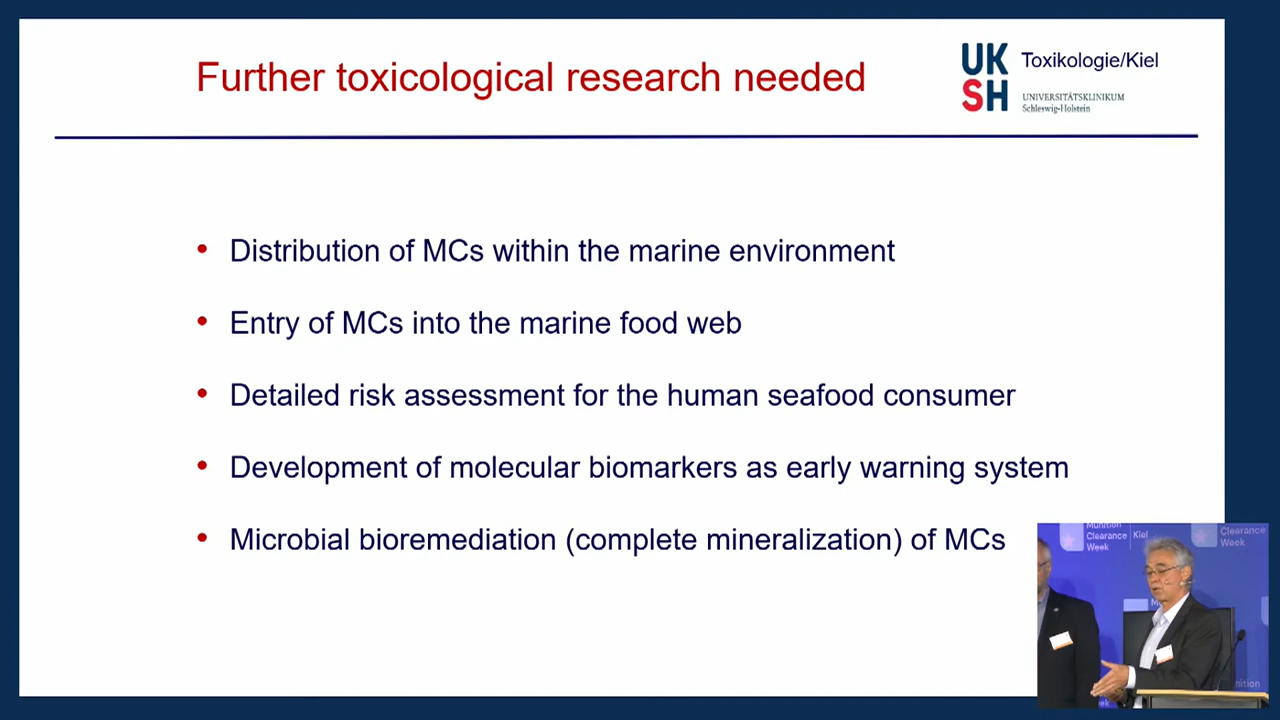 Further toxicological research needed
UK
SH
Toxikologie/Kiel
UNIVERSITÄTSKLINIKUM
Schleswig-Holstein
• Distribution of MCs within the marine environment
• Entry of MCs into the marine food web
• Detailed risk assessment for the human seafood consumer
• Development of molecular biomarkers as early warning system
• Microbial bioremediation (complete mineralization) of MCs
Munition
Clearance
Week
Kiel
Clearance
Week